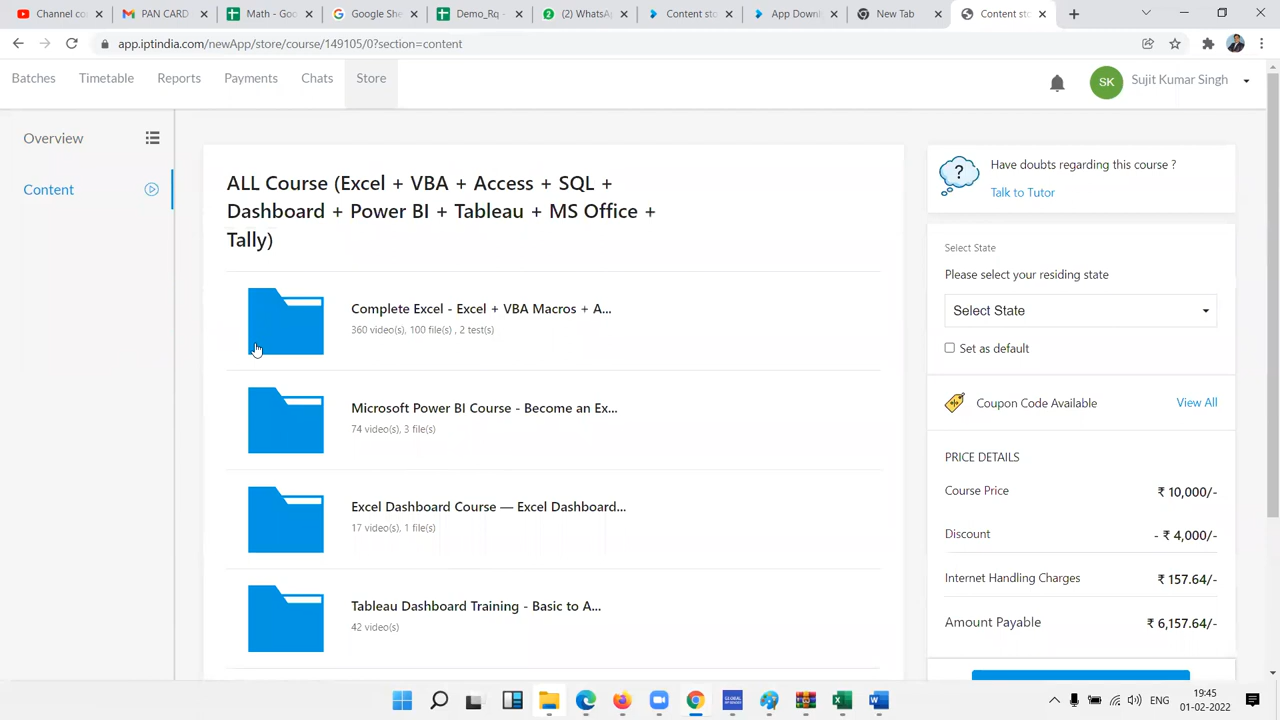 Channel co
PAN CARD
Math - Goo
Google She
Demo_Rq -
(2) WhatsA
Content sto
App Downl
New Tab
Content sto
app.iptindia.com/newApp/store/course/149105/0?section=content
Batches
Timetable
Reports
Payments
Chats
Store
SK
Sujit Kumar Singh
Overview
Content
ALL Course (Excel + VBA + Access + SQL +
Dashboard + Power BI + Tableau + MS Office +
Tally)
Complete Excel - Excel + VBA Macros + A...
360 video(s), 100 file(s) , 2 test(s)
Microsoft Power BI Course - Become an Ex...
74 video(s), 3 file(s)
Excel Dashboard Course — Excel Dashboard...
17 video(s), 1 file(s)
Tableau Dashboard Training - Basic to A...
42 video(s)
Have doubts regarding this course ?
Talk to Tutor
Select State
Please select your residing state
Select State
Set as default
Coupon Code Available
View All
PRICE DETAILS
Course Price
₹ 10,000/-
Discount
- ₹ 4,000/-
Internet Handling Charges
₹ 157.64/-
Amount Payable
₹ 6,157.64/-
ENG
19:45
01-02-2022